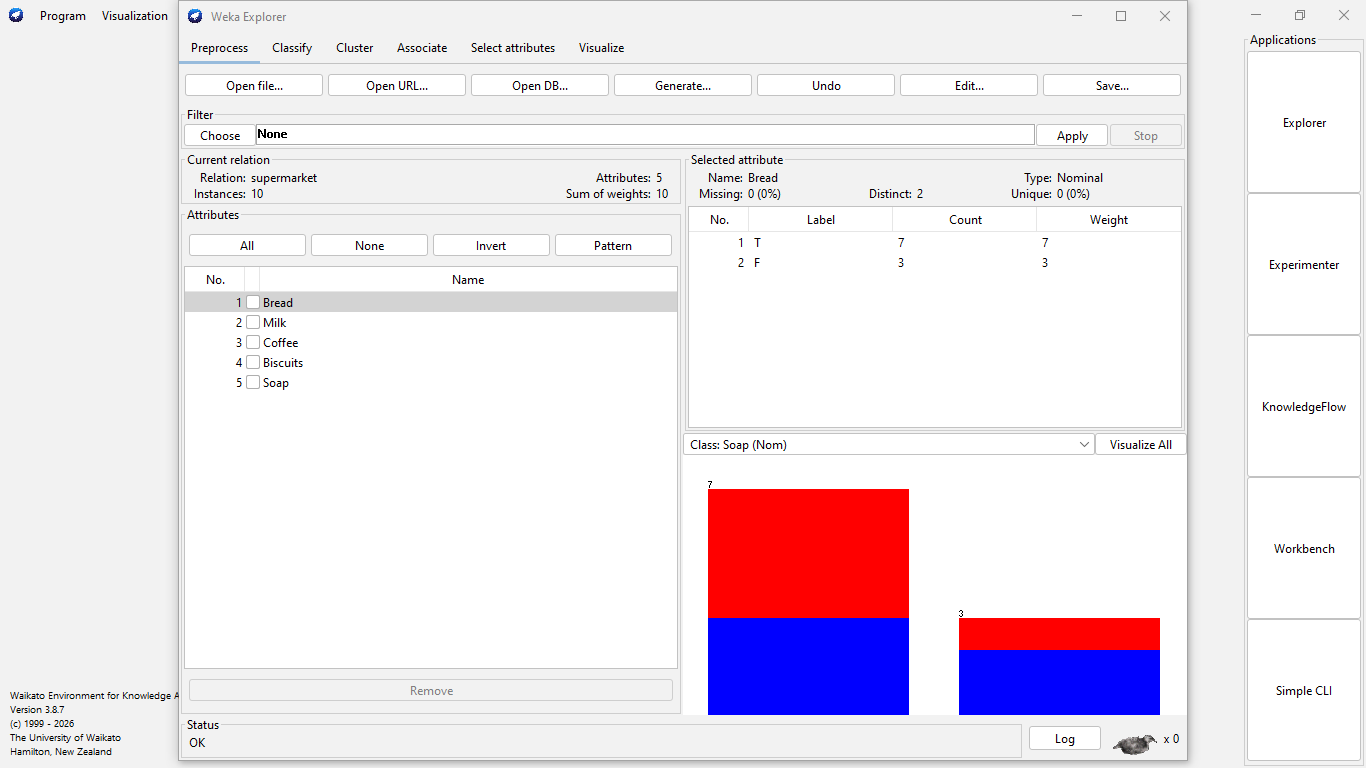 Program Visualization
Weka Explorer
Preprocess Classify Cluster Associate Select attributes Visualize
Open file... Open URL... Open DB... Generate... Undo Edit... Save...
Filter
Choose None Apply Stop
Current relation
Relation: supermarket Attributes: 5
Instances: 10 Sum of weights: 10
Attributes
All None Invert Pattern
No. Name
1 Bread
2 Milk
3 Coffee
4 Biscuits
5 Soap
Remove
Selected attribute
Name: Bread Type: Nominal
Missing: 0 (0%) Distinct: 2 Unique: 0 (0%)
No. Label Count Weight
1 T 7 7
2 F 3 3
Class: Soap (Nom) Visualize All
7
3
Status
OK
Log x 0
Applications
Explorer
Experimenter
KnowledgeFlow
Workbench
Simple CLI
Waikato Environment for Knowledge A
Version 3.8.7
(c) 1999 - 2026
The University of Waikato
Hamilton, New Zealand